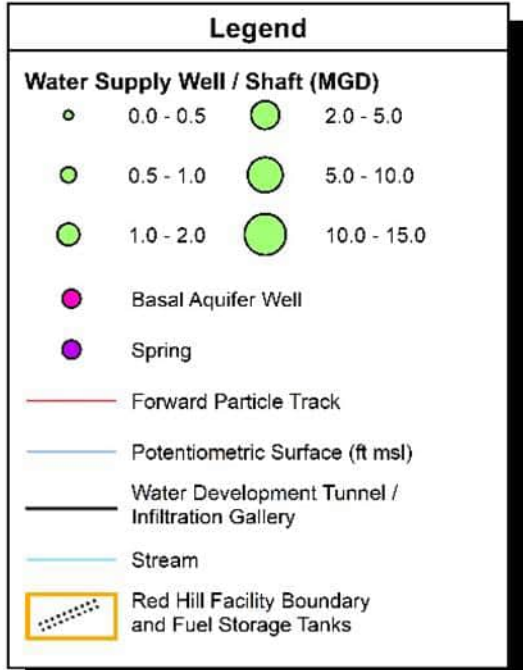 Legend
Water Supply Well / Shaft (MGD)
0.0 - 0.5
2.0 - 5.0
0.5 - 1.0
5.0 - 10.0
1.0 - 2.0
10.0 - 15.0
Basal Aquifer Well
Spring
Forward Particle Track
Potentiometric Surface (ft msl)
Water Development Tunnel /
Infiltration Gallery
Stream
Red Hill Facility Boundary
and Fuel Storage Tanks